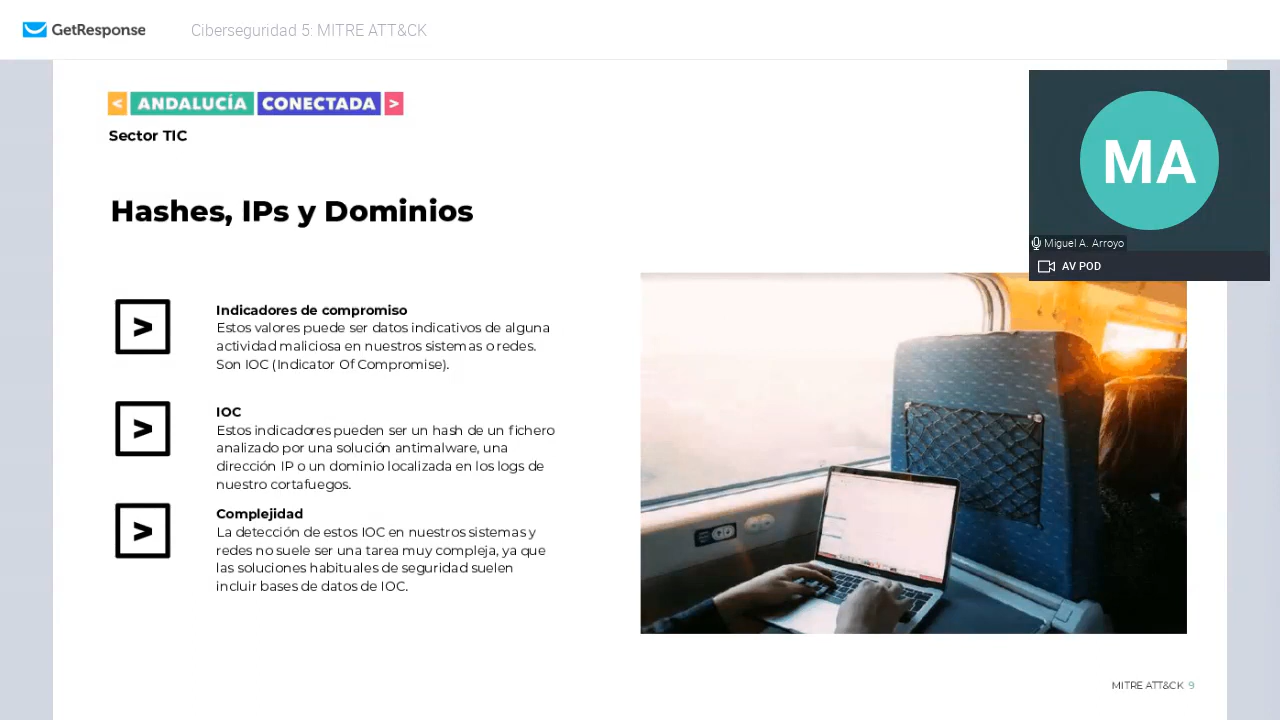 GetResponse
Ciberseguridad 5: MITRE ATT&CK
< ANDALUCÍA CONECTADA >
Sector TIC
MA
Miguel A. Arroyo
AV POD
Hashes, IPs y Dominios
>
Indicadores de compromiso
Estos valores puede ser datos indicativos de alguna
actividad maliciosa en nuestros sistemas o redes.
Son IOC (Indicator Of Compromise).
>
IOC
Estos indicadores pueden ser un hash de un fichero
analizado por una solución antimalware, una
dirección IP o un dominio localizada en los logs de
nuestro cortafuegos.
>
Complejidad
La detección de estos IOC en nuestros sistemas y
redes no suele ser una tarea muy compleja, ya que
las soluciones habituales de seguridad suelen
incluir bases de datos de IOC.
MITRE ATT&CK 9